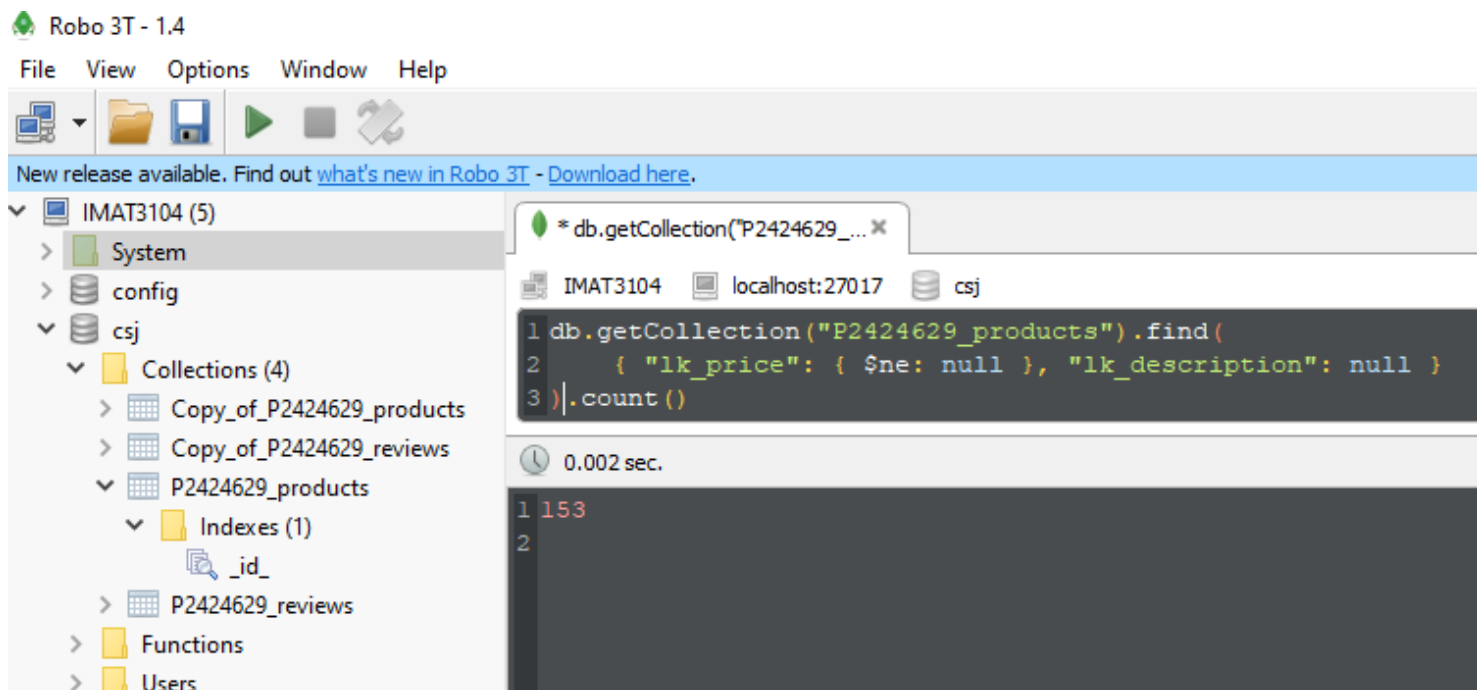 Robo 3T - 1.4
File View Options Window Help
New release available. Find out what's new in Robo 3T - Download here.
IMAT3104 (5)
System
config
csj
Collections (4)
Copy_of_P2424629_products
Copy_of_P2424629_reviews
P2424629_products
Indexes (1)
_id_
P2424629_reviews
Functions
Users
* db.getCollection("P2424629_...
IMAT3104 localhost:27017 csj
1 db.getCollection("P2424629_products").find(
2 { "lk_price": { $ne: null }, "lk_description": null }
3 ).count()
0.002 sec.
1 153
2